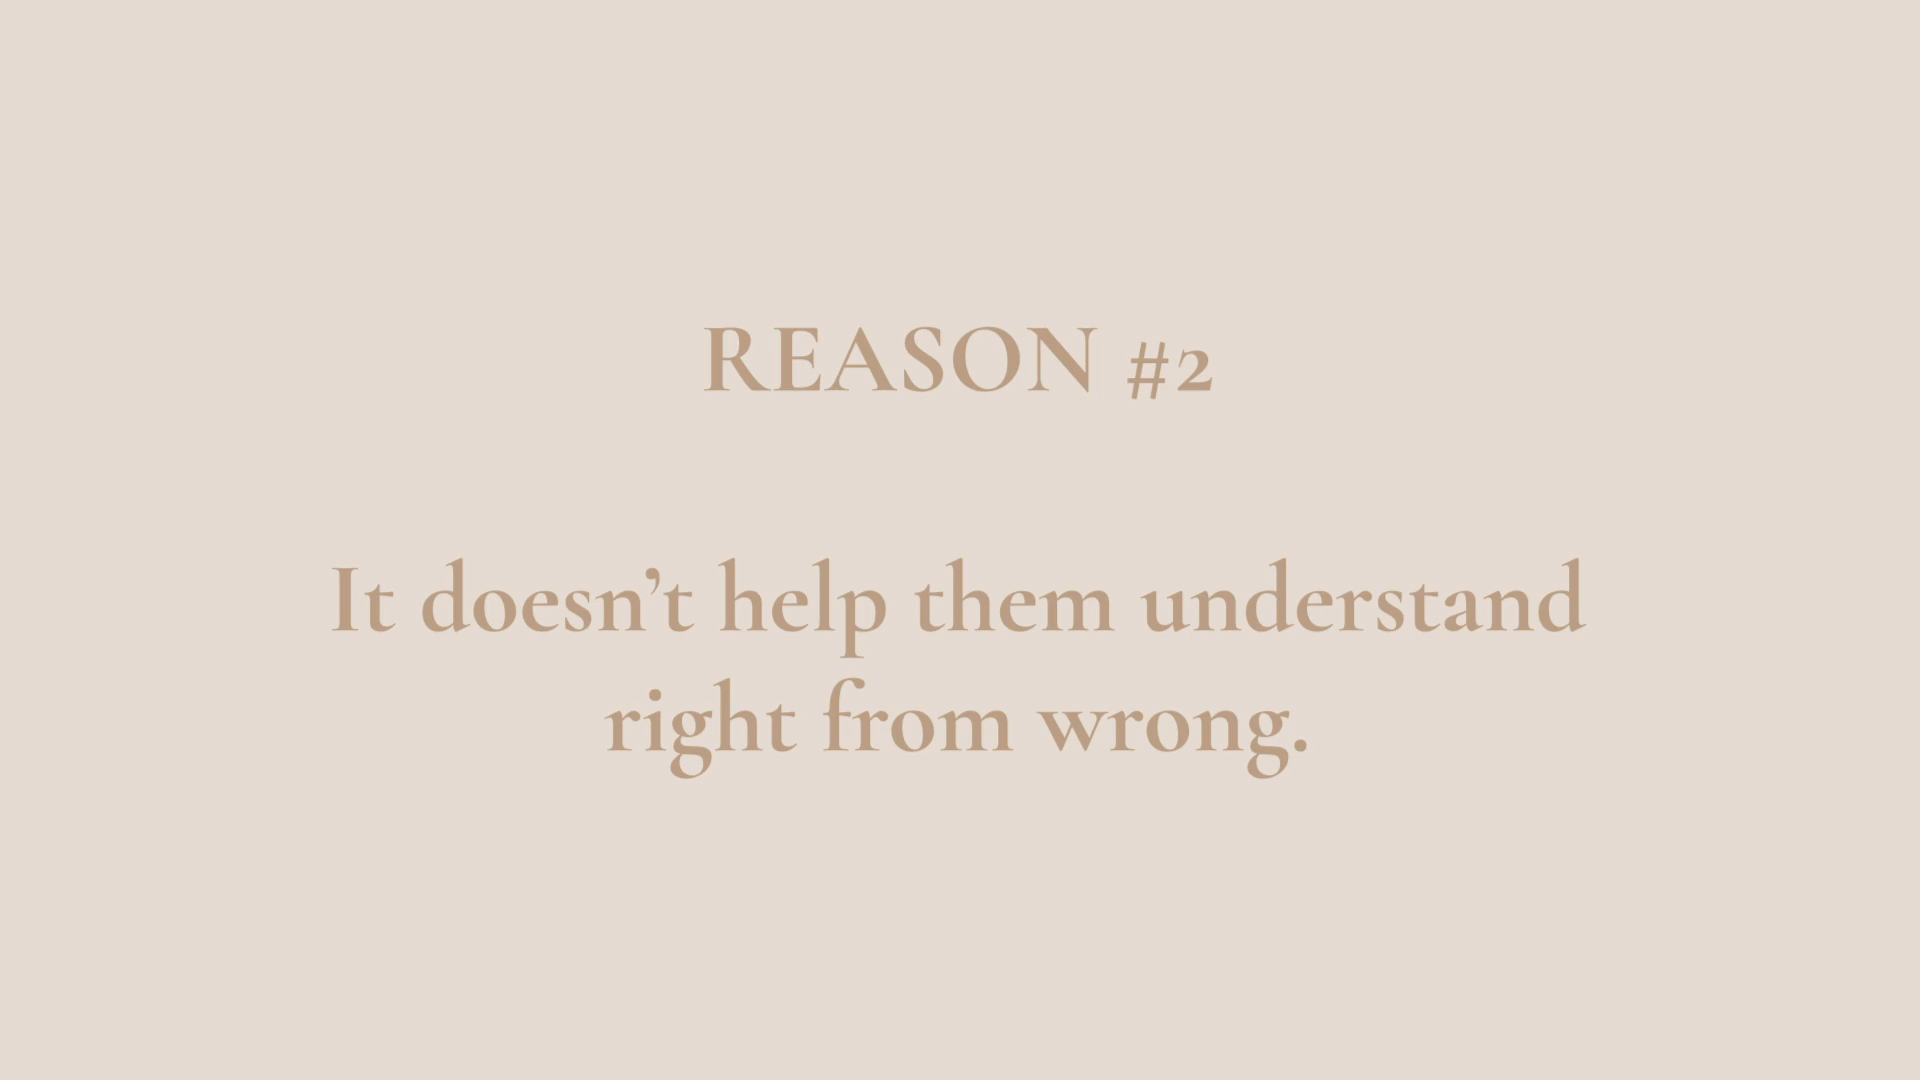 REASON #2
It doesn’t help them understand
right from wrong.